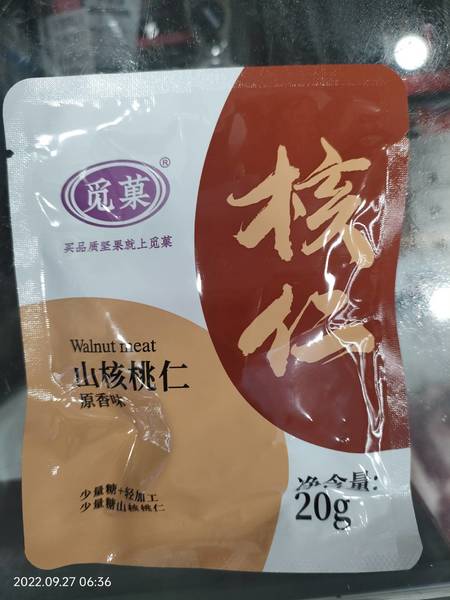 觅菓®
买品质坚果就上觅菓
核仁
Walnut meat
山核桃仁
原香味
少量糖+轻加工
少量糖山核桃仁
净含量:
20g
2022.09.27 06:36